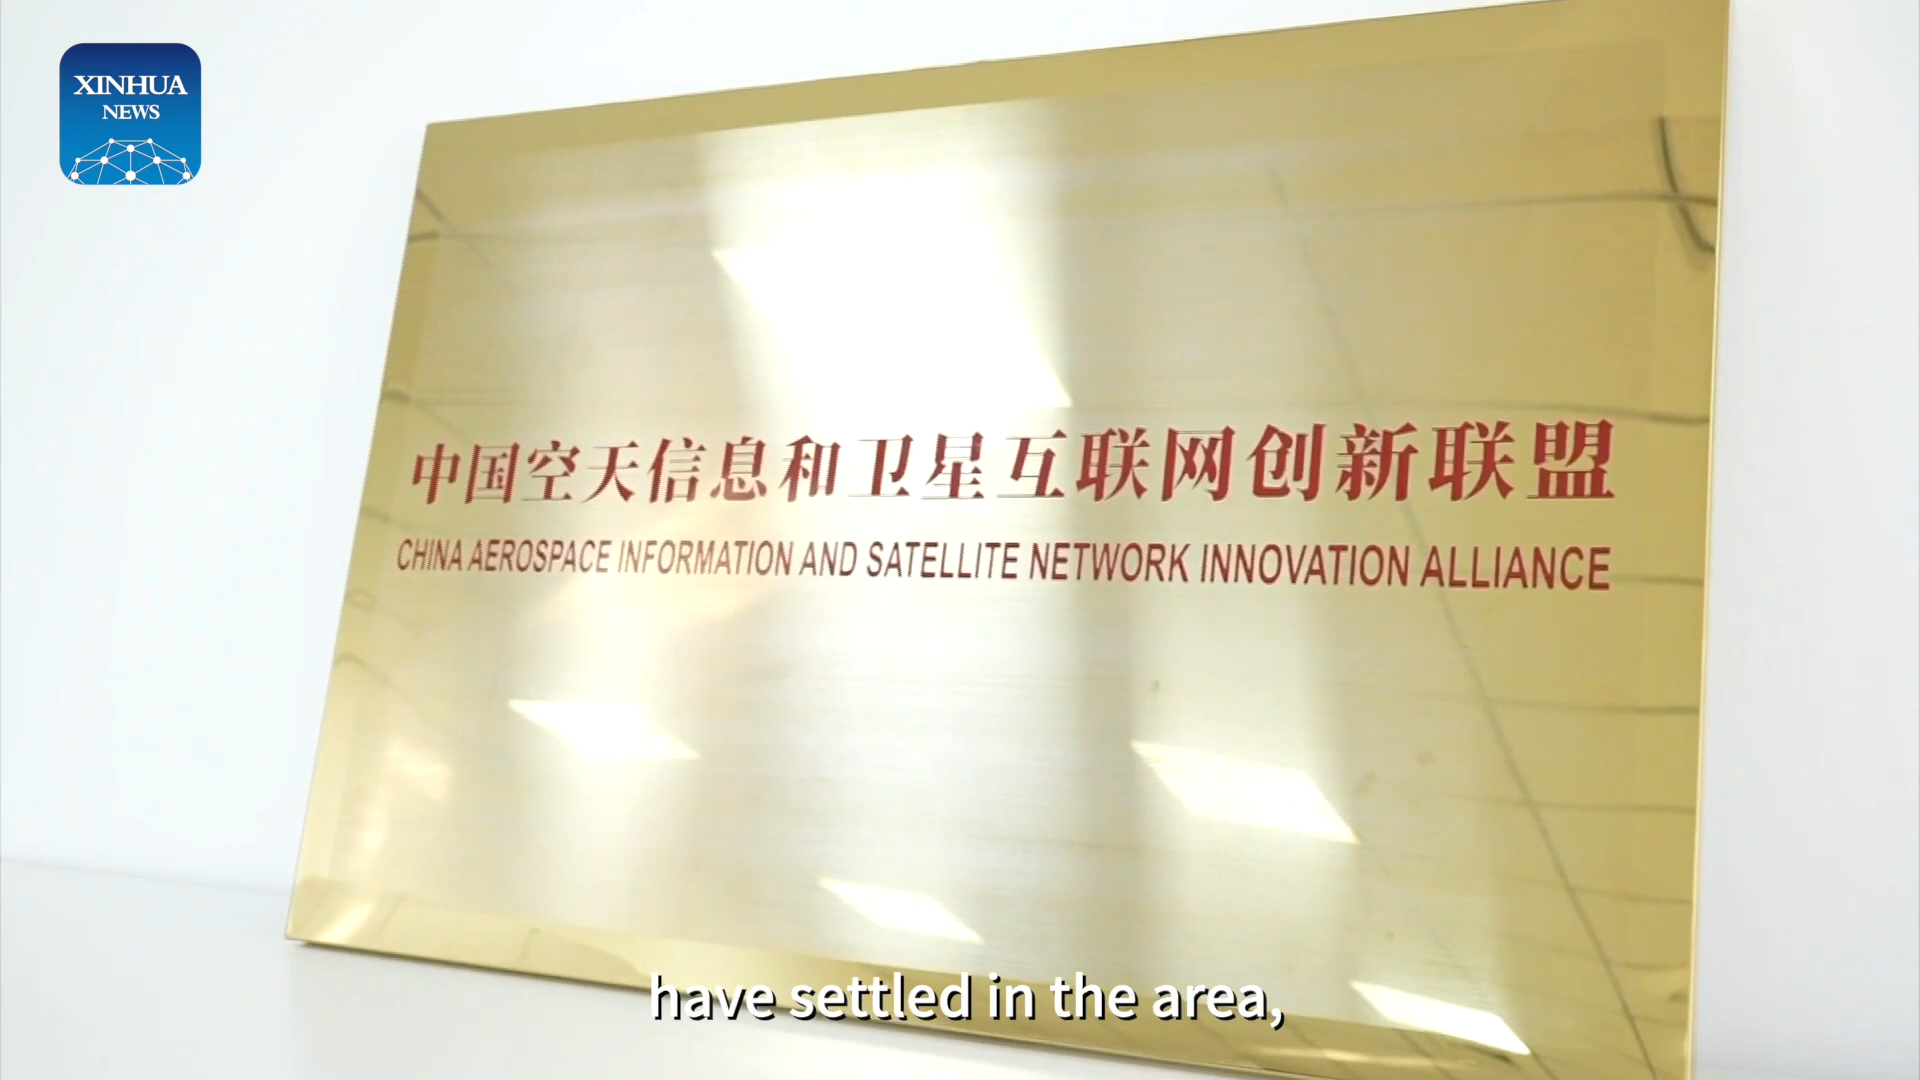 XINHUA
NEWS
中国空天信息和卫星互联网创新联盟
CHINA AEROSPACE INFORMATION AND SATELLITE NETWORK INNOVATION ALLIANCE
have settled in the area,